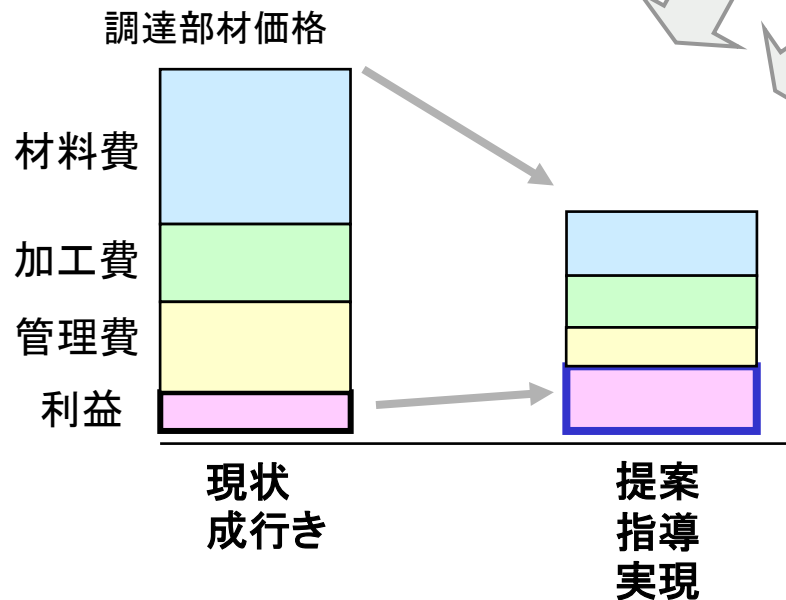 調達部材価格
材料費
加工費
管理費
利益
現状
成行き
提案
指導
実現